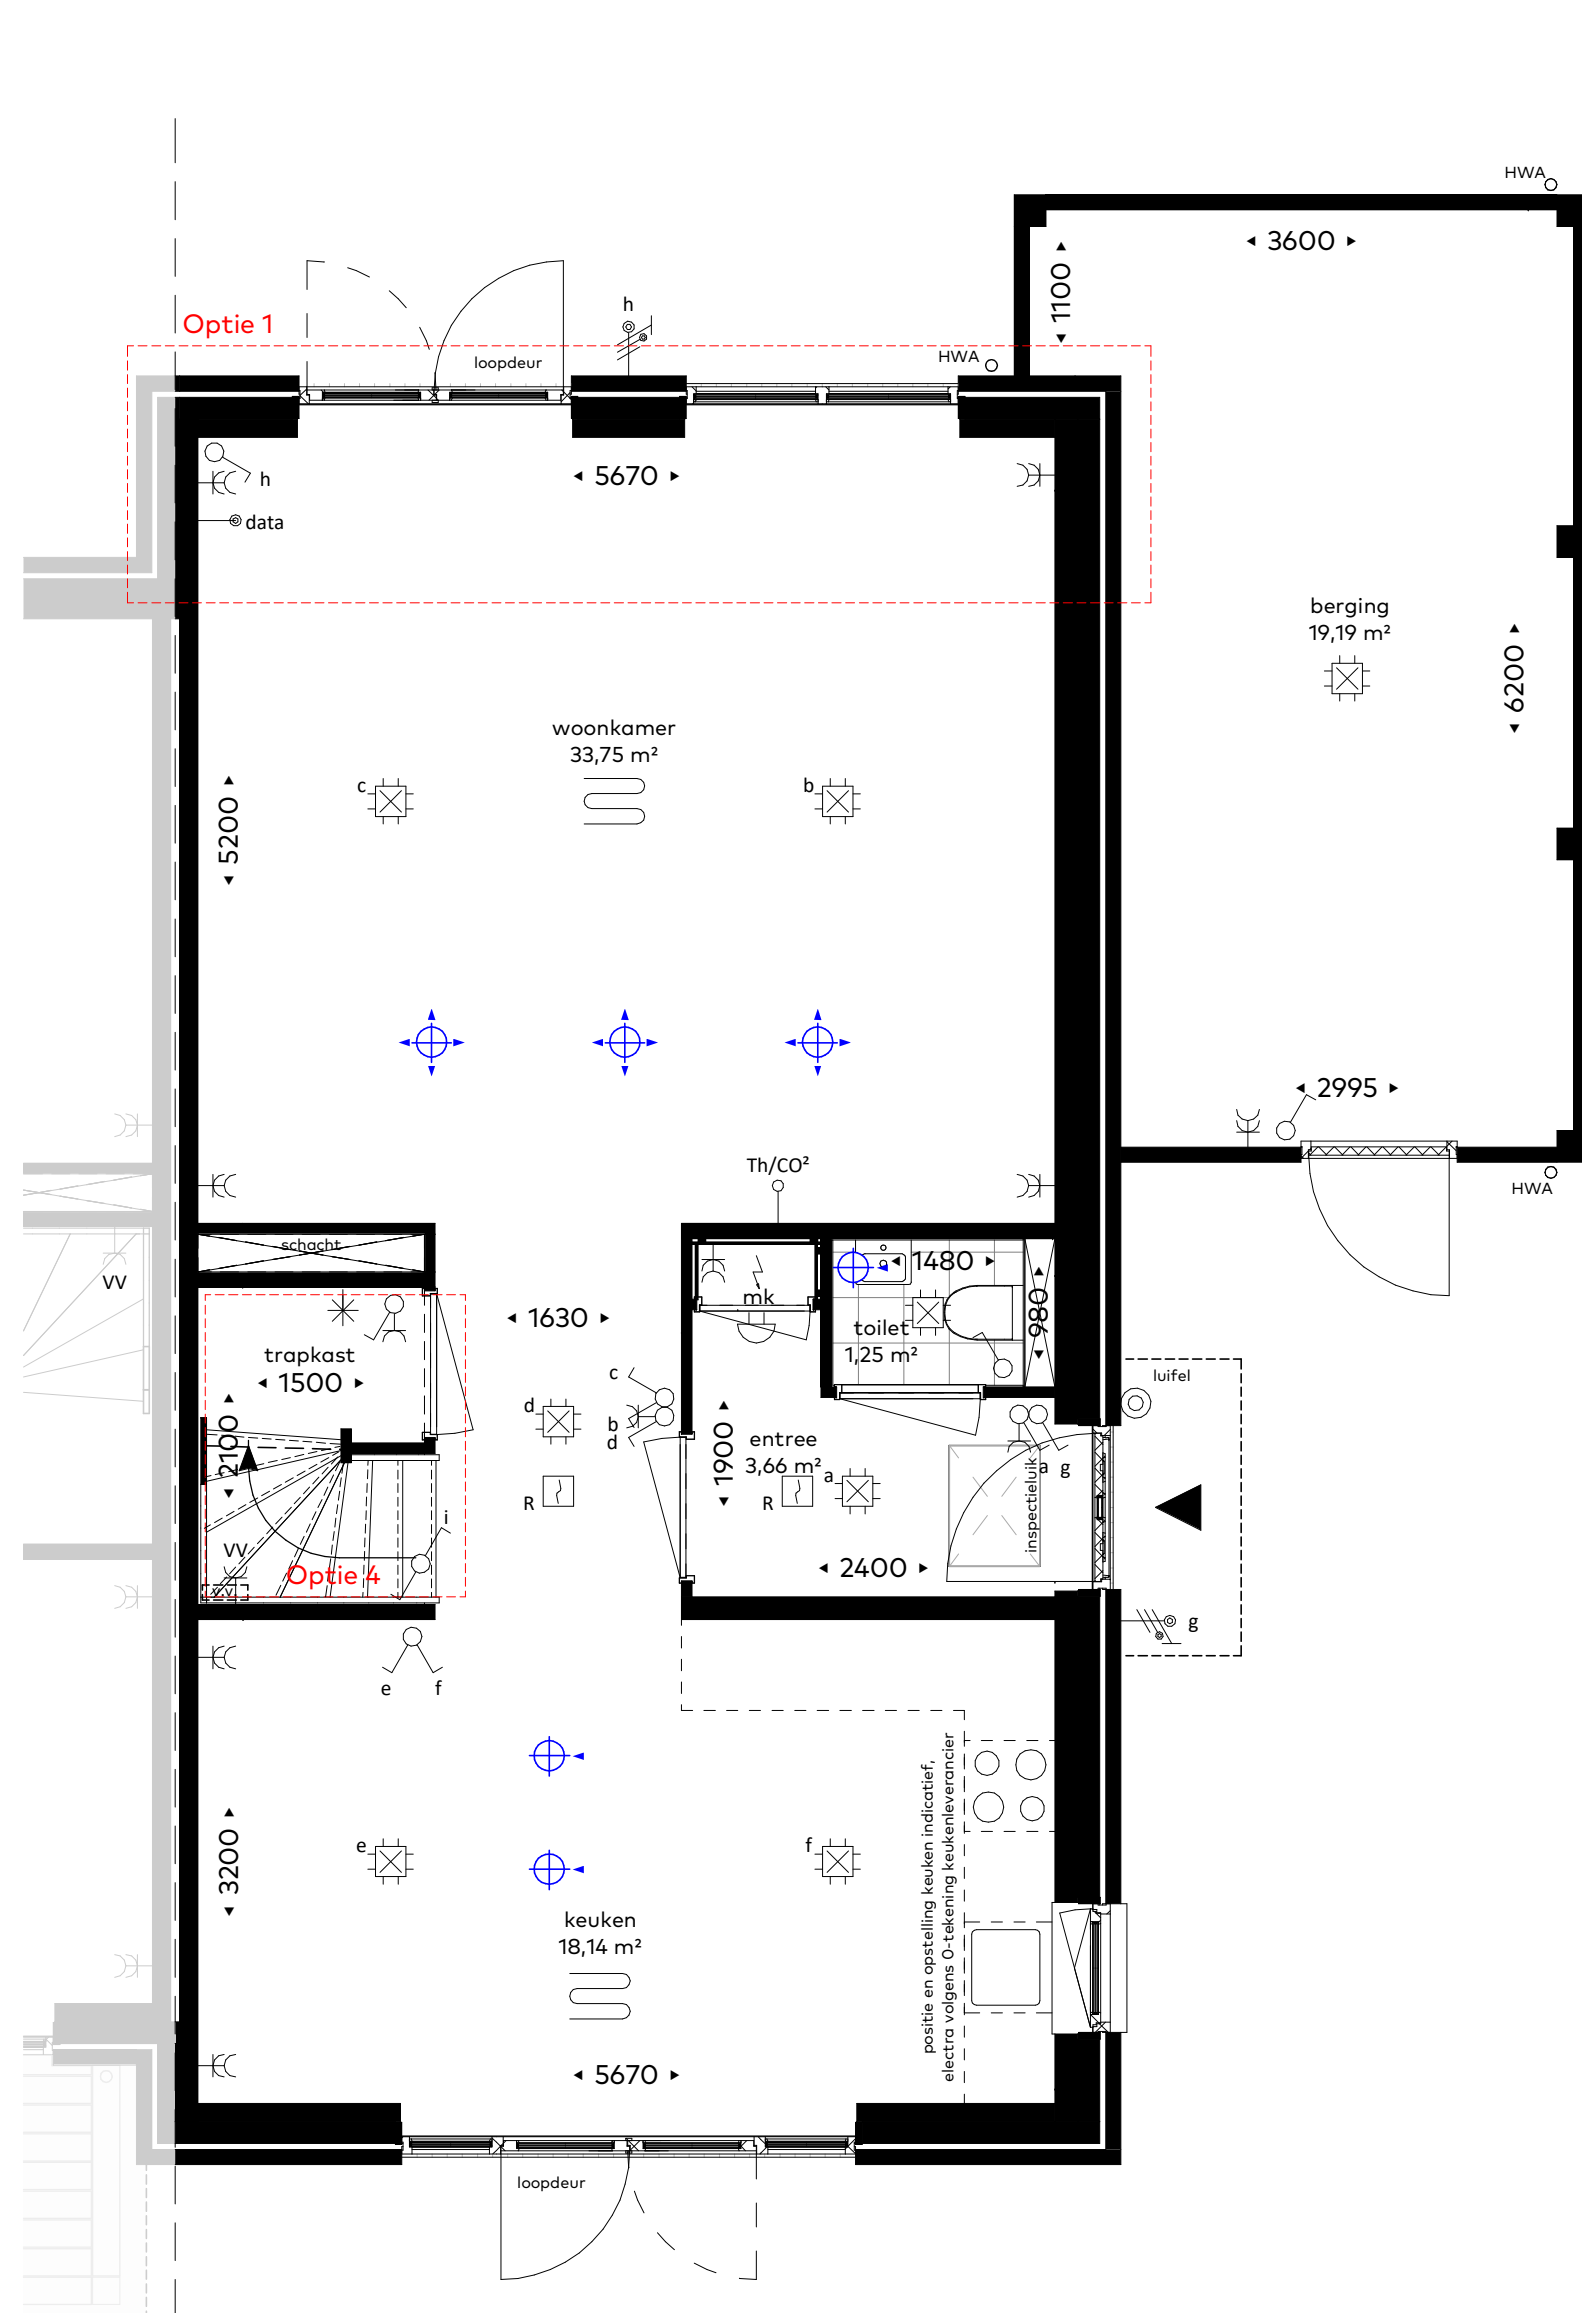 HWA
3600
1100
Optie 1
h
loopdeur
HWA
5670
h
data
berging
19,19 m²
6200
woonkamer
33,75 m²
c
b
5200
2995
Th/CO²
HWA
schacht
1480
VV
mk
980
1630
toilet
1,25 m²
trapkast
1500
luifel
c
d
b
d
2100
1900
entree
3,66 m²
a
a
g
R
R
inspectieluik
i
VV
Optie 4
v.v.
2400
g
e
f
positie en opstelling keuken indicatief,
electra volgens 0-tekening keukenleverancier
3200
e
f
keuken
18,14 m²
5670
loopdeur